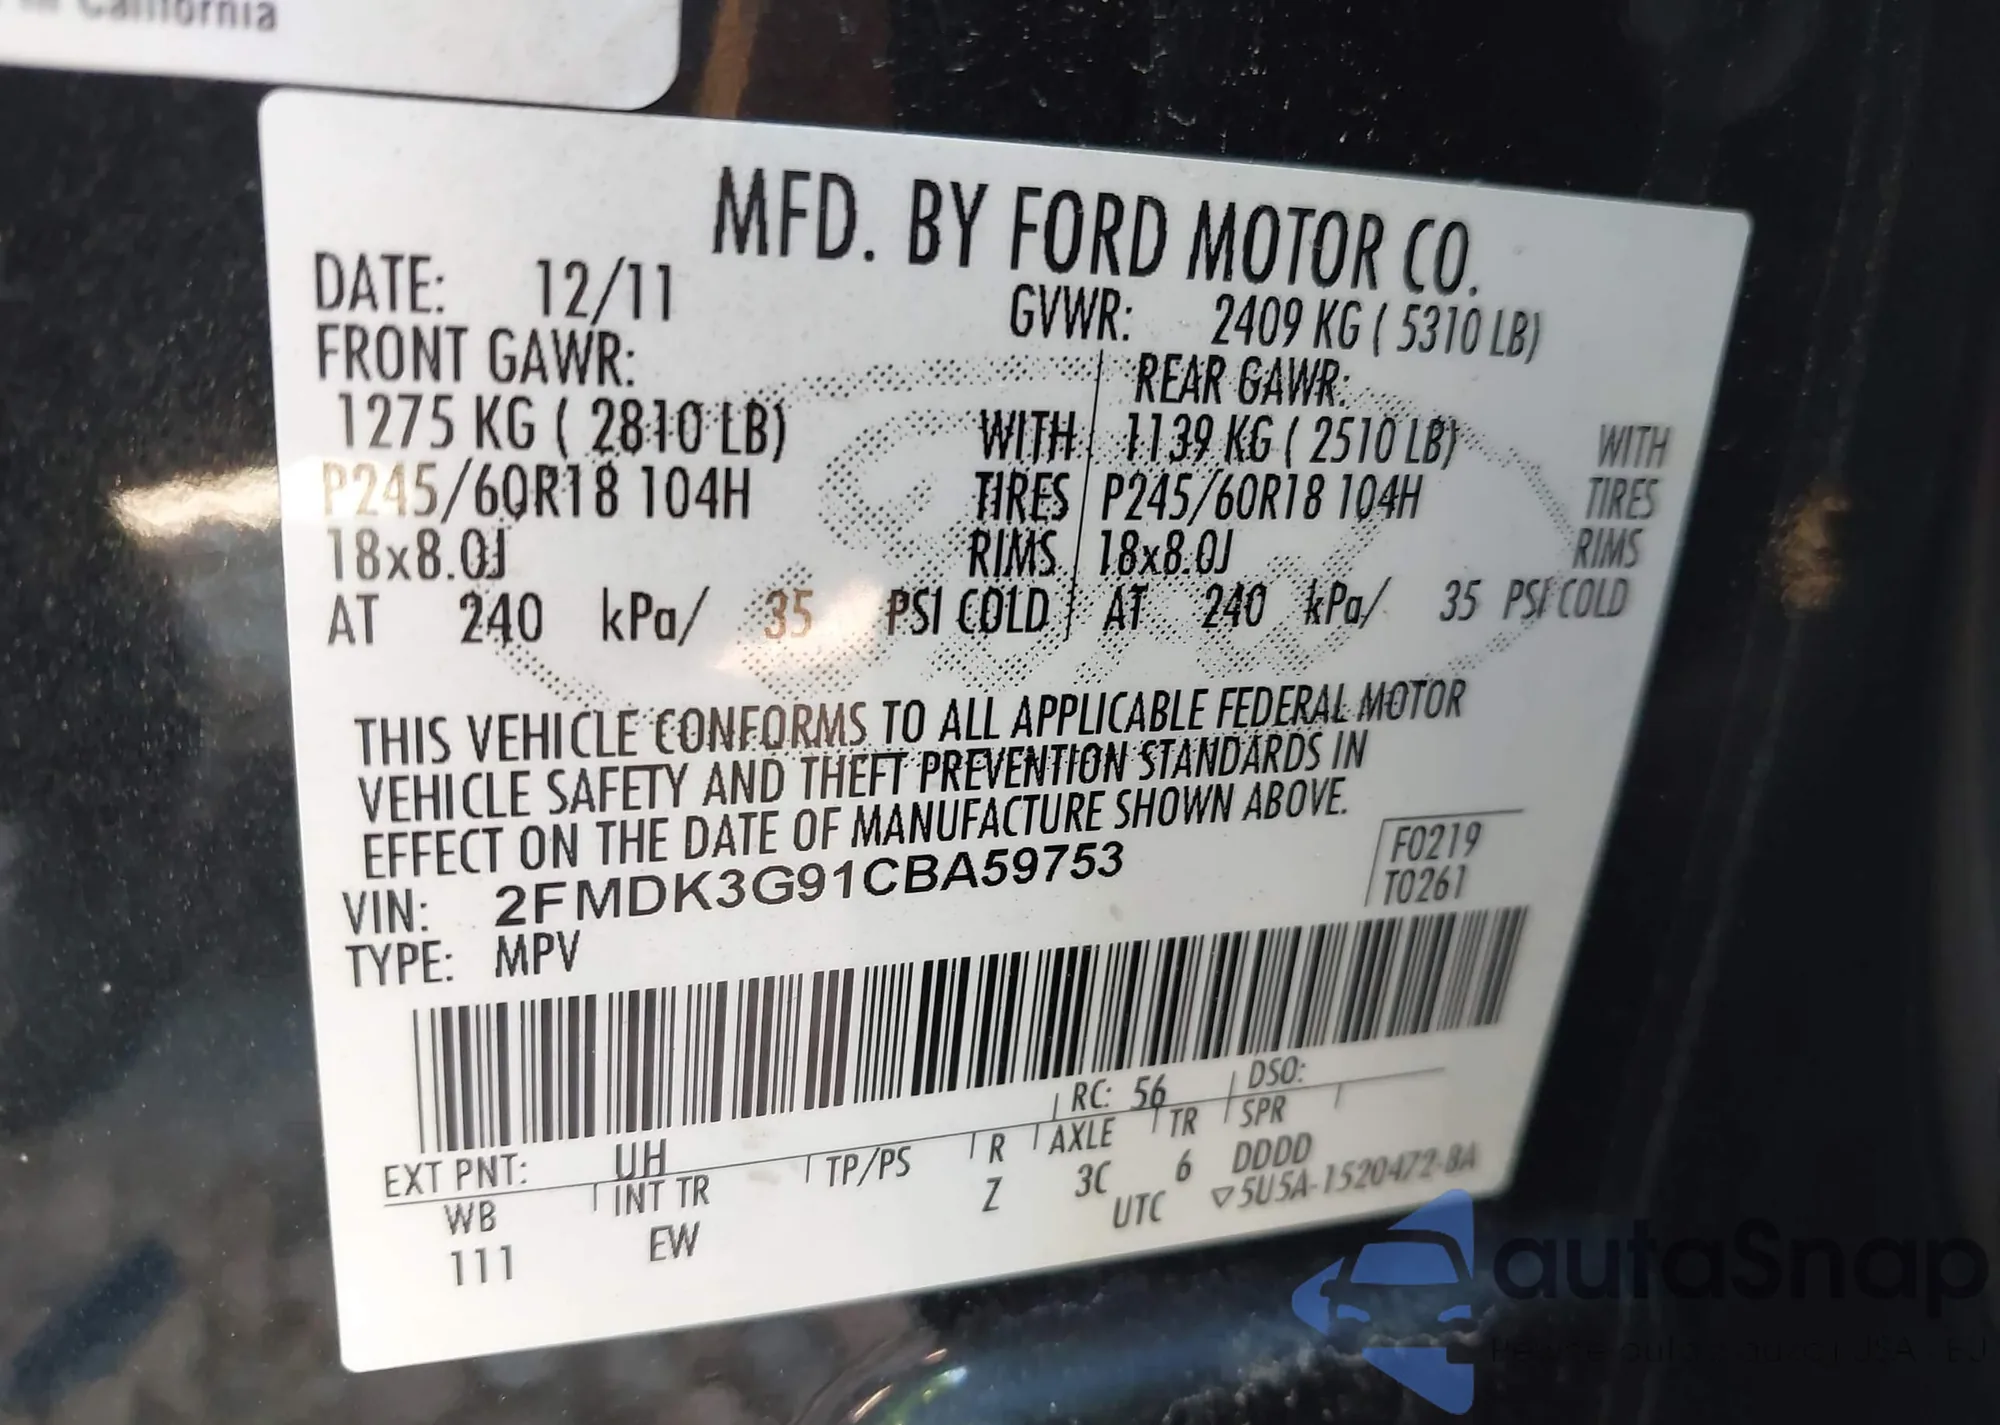 in California
MFD. BY FORD MOTOR CO.
DATE: 12/11 GVWR: 2409 KG ( 5310 LB)
FRONT GAWR: REAR GAWR:
1275 KG ( 2810 LB) WITH 1139 KG ( 2510 LB) WITH
P245/60R18 104H TIRES P245/60R18 104H TIRES
18x8.0J RIMS 18x8.0J RIMS
AT 240 kPa/ 35 PSI COLD AT 240 kPa/ 35 PSI COLD
THIS VEHICLE CONFORMS TO ALL APPLICABLE FEDERAL MOTOR
VEHICLE SAFETY AND THEFT PREVENTION STANDARDS IN
EFFECT ON THE DATE OF MANUFACTURE SHOWN ABOVE.
VIN: 2FMDK3G91CBA59753 F0219
TYPE: MPV T0261
EXT PNT: UH RC: 56 DSO:
WB INT TR TP/PS R AXLE TR SPR
111 EW Z 3C 6 DDDD
UTC ▽5U5A-1520472-BA
autaSnap